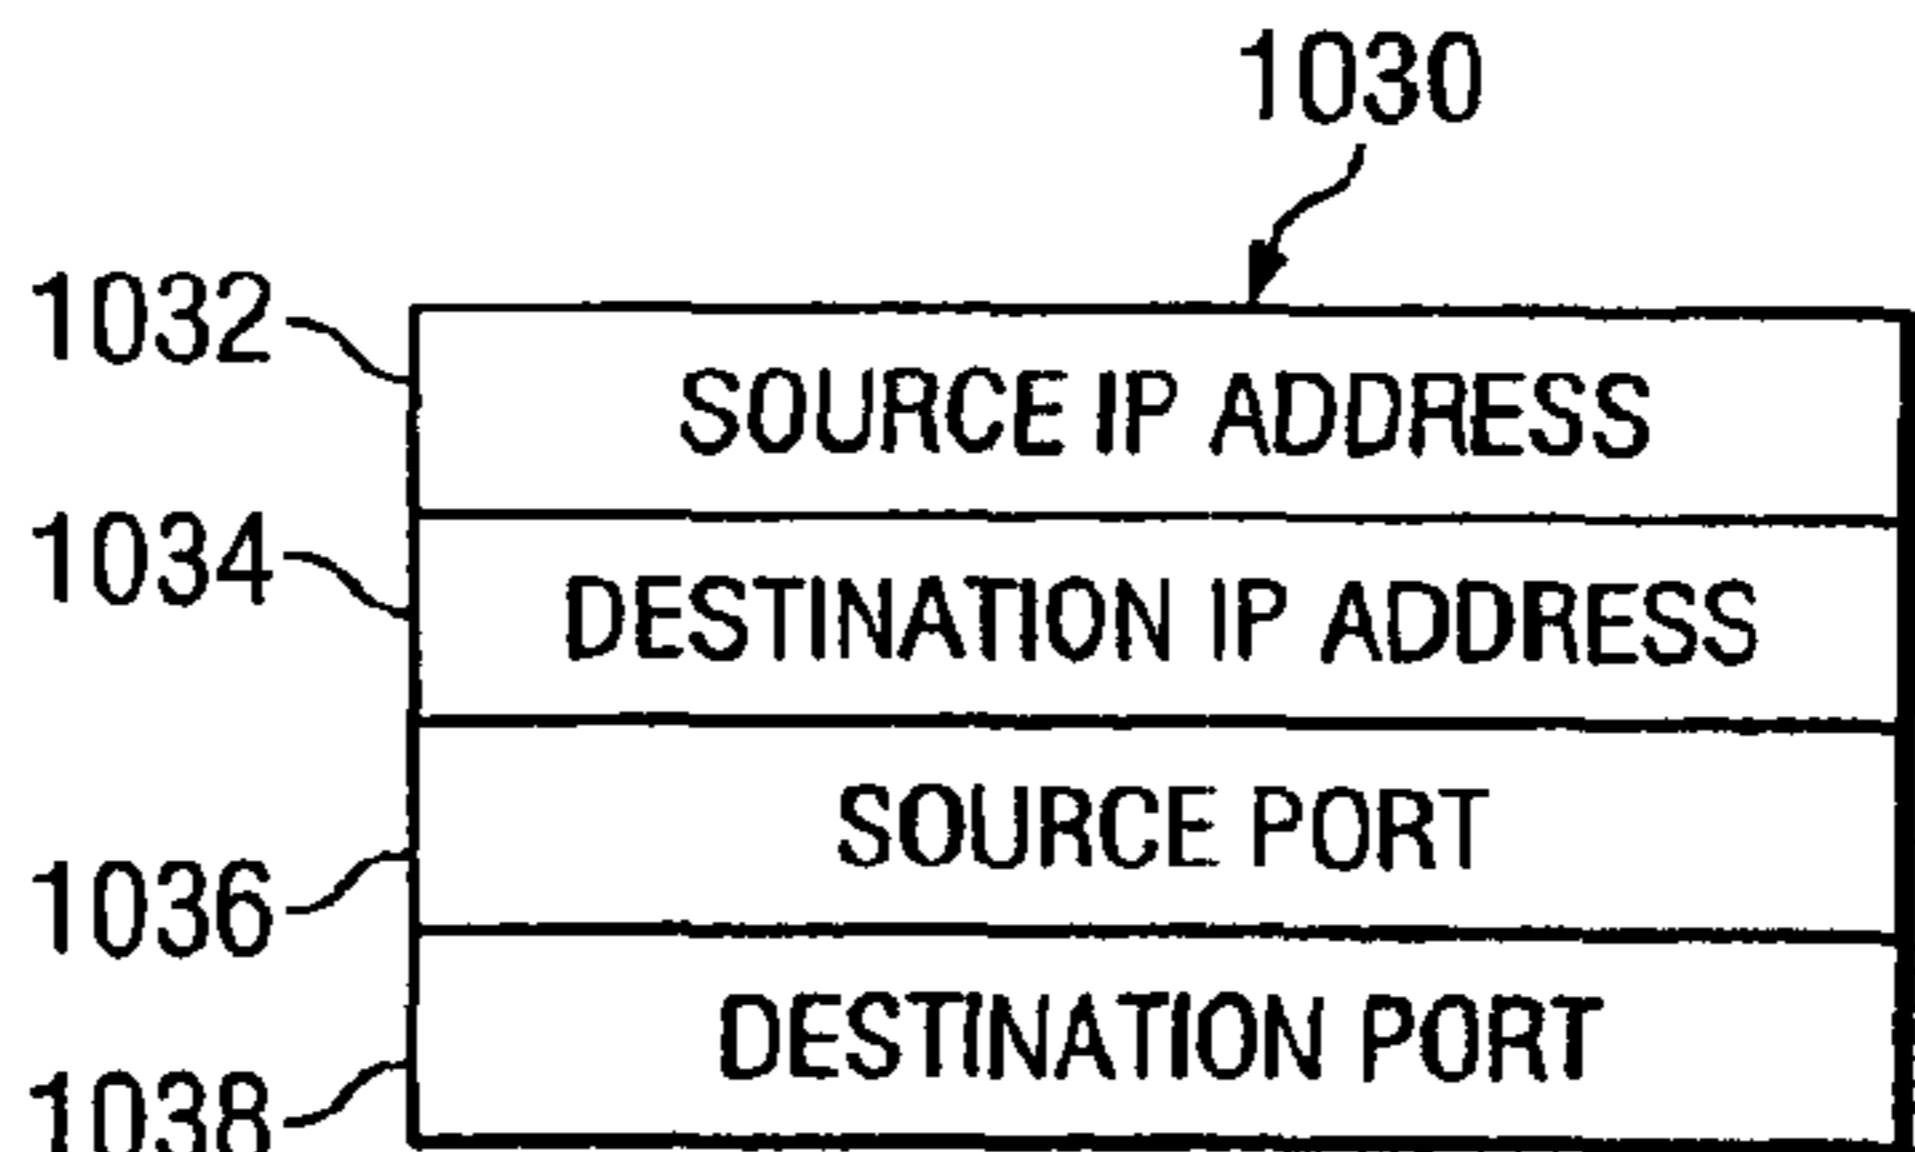 1030
1032
SOURCE IP ADDRESS
1034
DESTINATION IP ADDRESS
SOURCE PORT
1036
DESTINATION PORT
1038